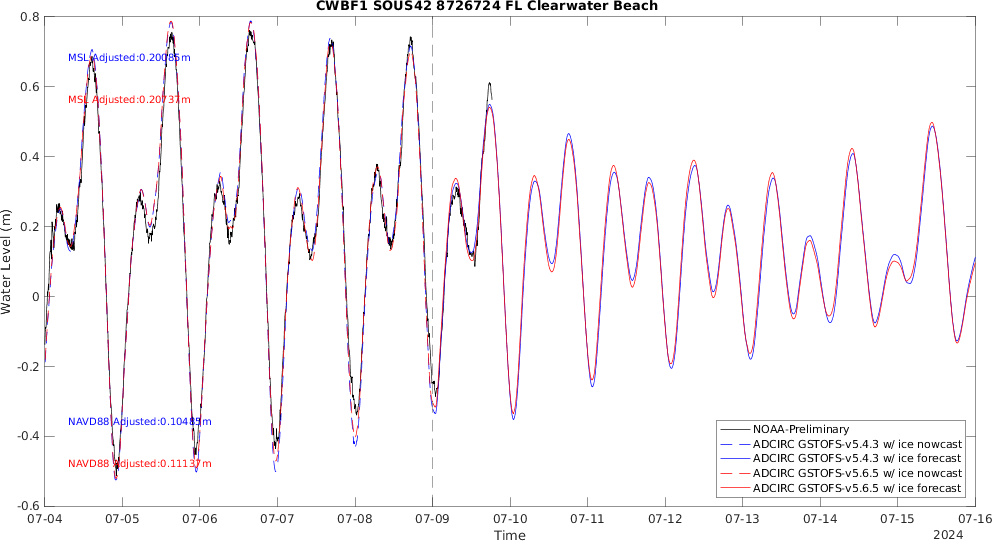 CWBF1 SOUS42 8726724 FL Clearwater Beach
Water Level (m)
0.8
0.6
0.4
0.2
0
-0.2
-0.4
-0.6
MSL Adjusted:0.20085m
MSL Adjusted:0.20737m
NAVD88 Adjusted:0.10485m
NAVD88 Adjusted:0.11137m
NOAA-Preliminary
ADCIRC GSTOFS-v5.4.3 w/ ice nowcast
ADCIRC GSTOFS-v5.4.3 w/ ice forecast
ADCIRC GSTOFS-v5.6.5 w/ ice nowcast
ADCIRC GSTOFS-v5.6.5 w/ ice forecast
07-04 07-05 07-06 07-07 07-08 07-09 07-10 07-11 07-12 07-13 07-14 07-15 07-16
Time
2024